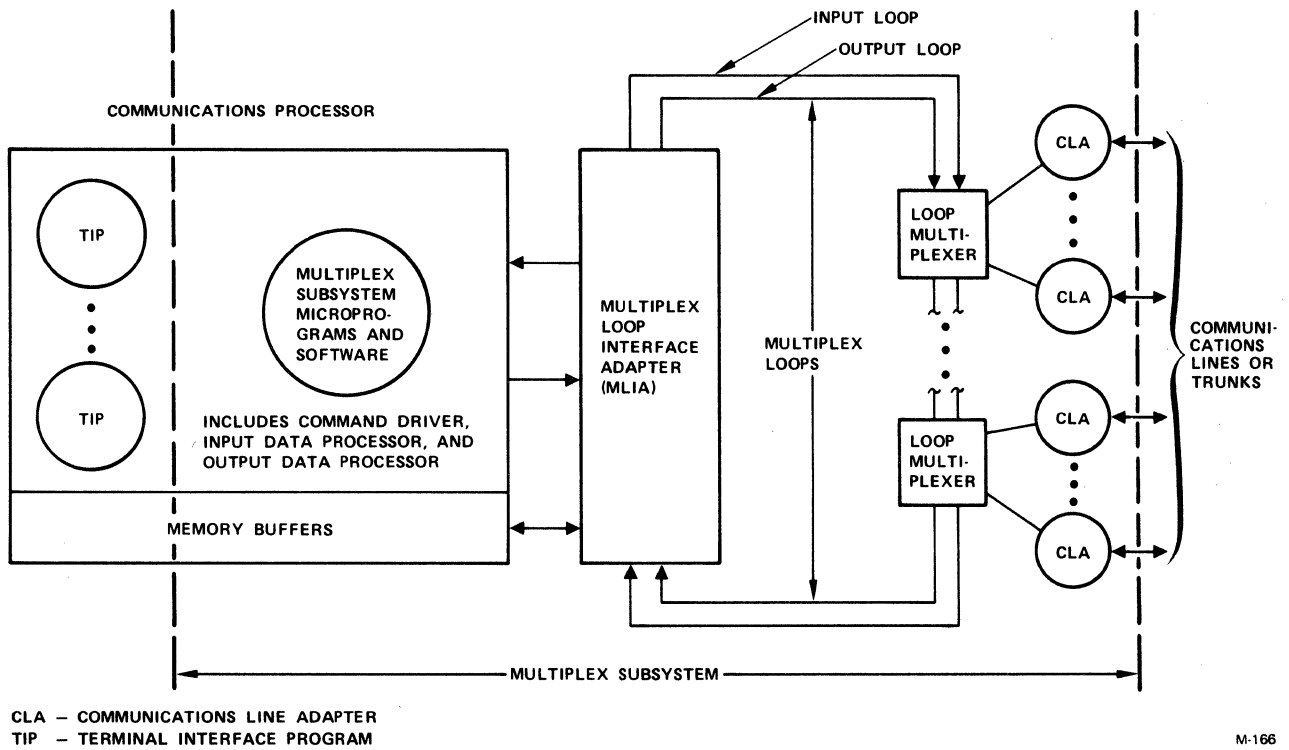 INPUT LOOP
OUTPUT LOOP
COMMUNICATIONS PROCESSOR
TIP
TIP
MULTIPLEX
SUBSYSTEM
MICROPRO-
GRAMS AND
SOFTWARE
INCLUDES COMMAND DRIVER,
INPUT DATA PROCESSOR, AND
OUTPUT DATA PROCESSOR
MEMORY BUFFERS
MULTIPLEX
LOOP
INTERFACE
ADAPTER
(MLIA)
MULTIPLEX
LOOPS
LOOP
MULTI-
PLEXER
LOOP
MULTI-
PLEXER
CLA
CLA
CLA
CLA
COMMUNI-
CATIONS
LINES OR
TRUNKS
MULTIPLEX SUBSYSTEM
CLA – COMMUNICATIONS LINE ADAPTER
TIP – TERMINAL INTERFACE PROGRAM
M-166